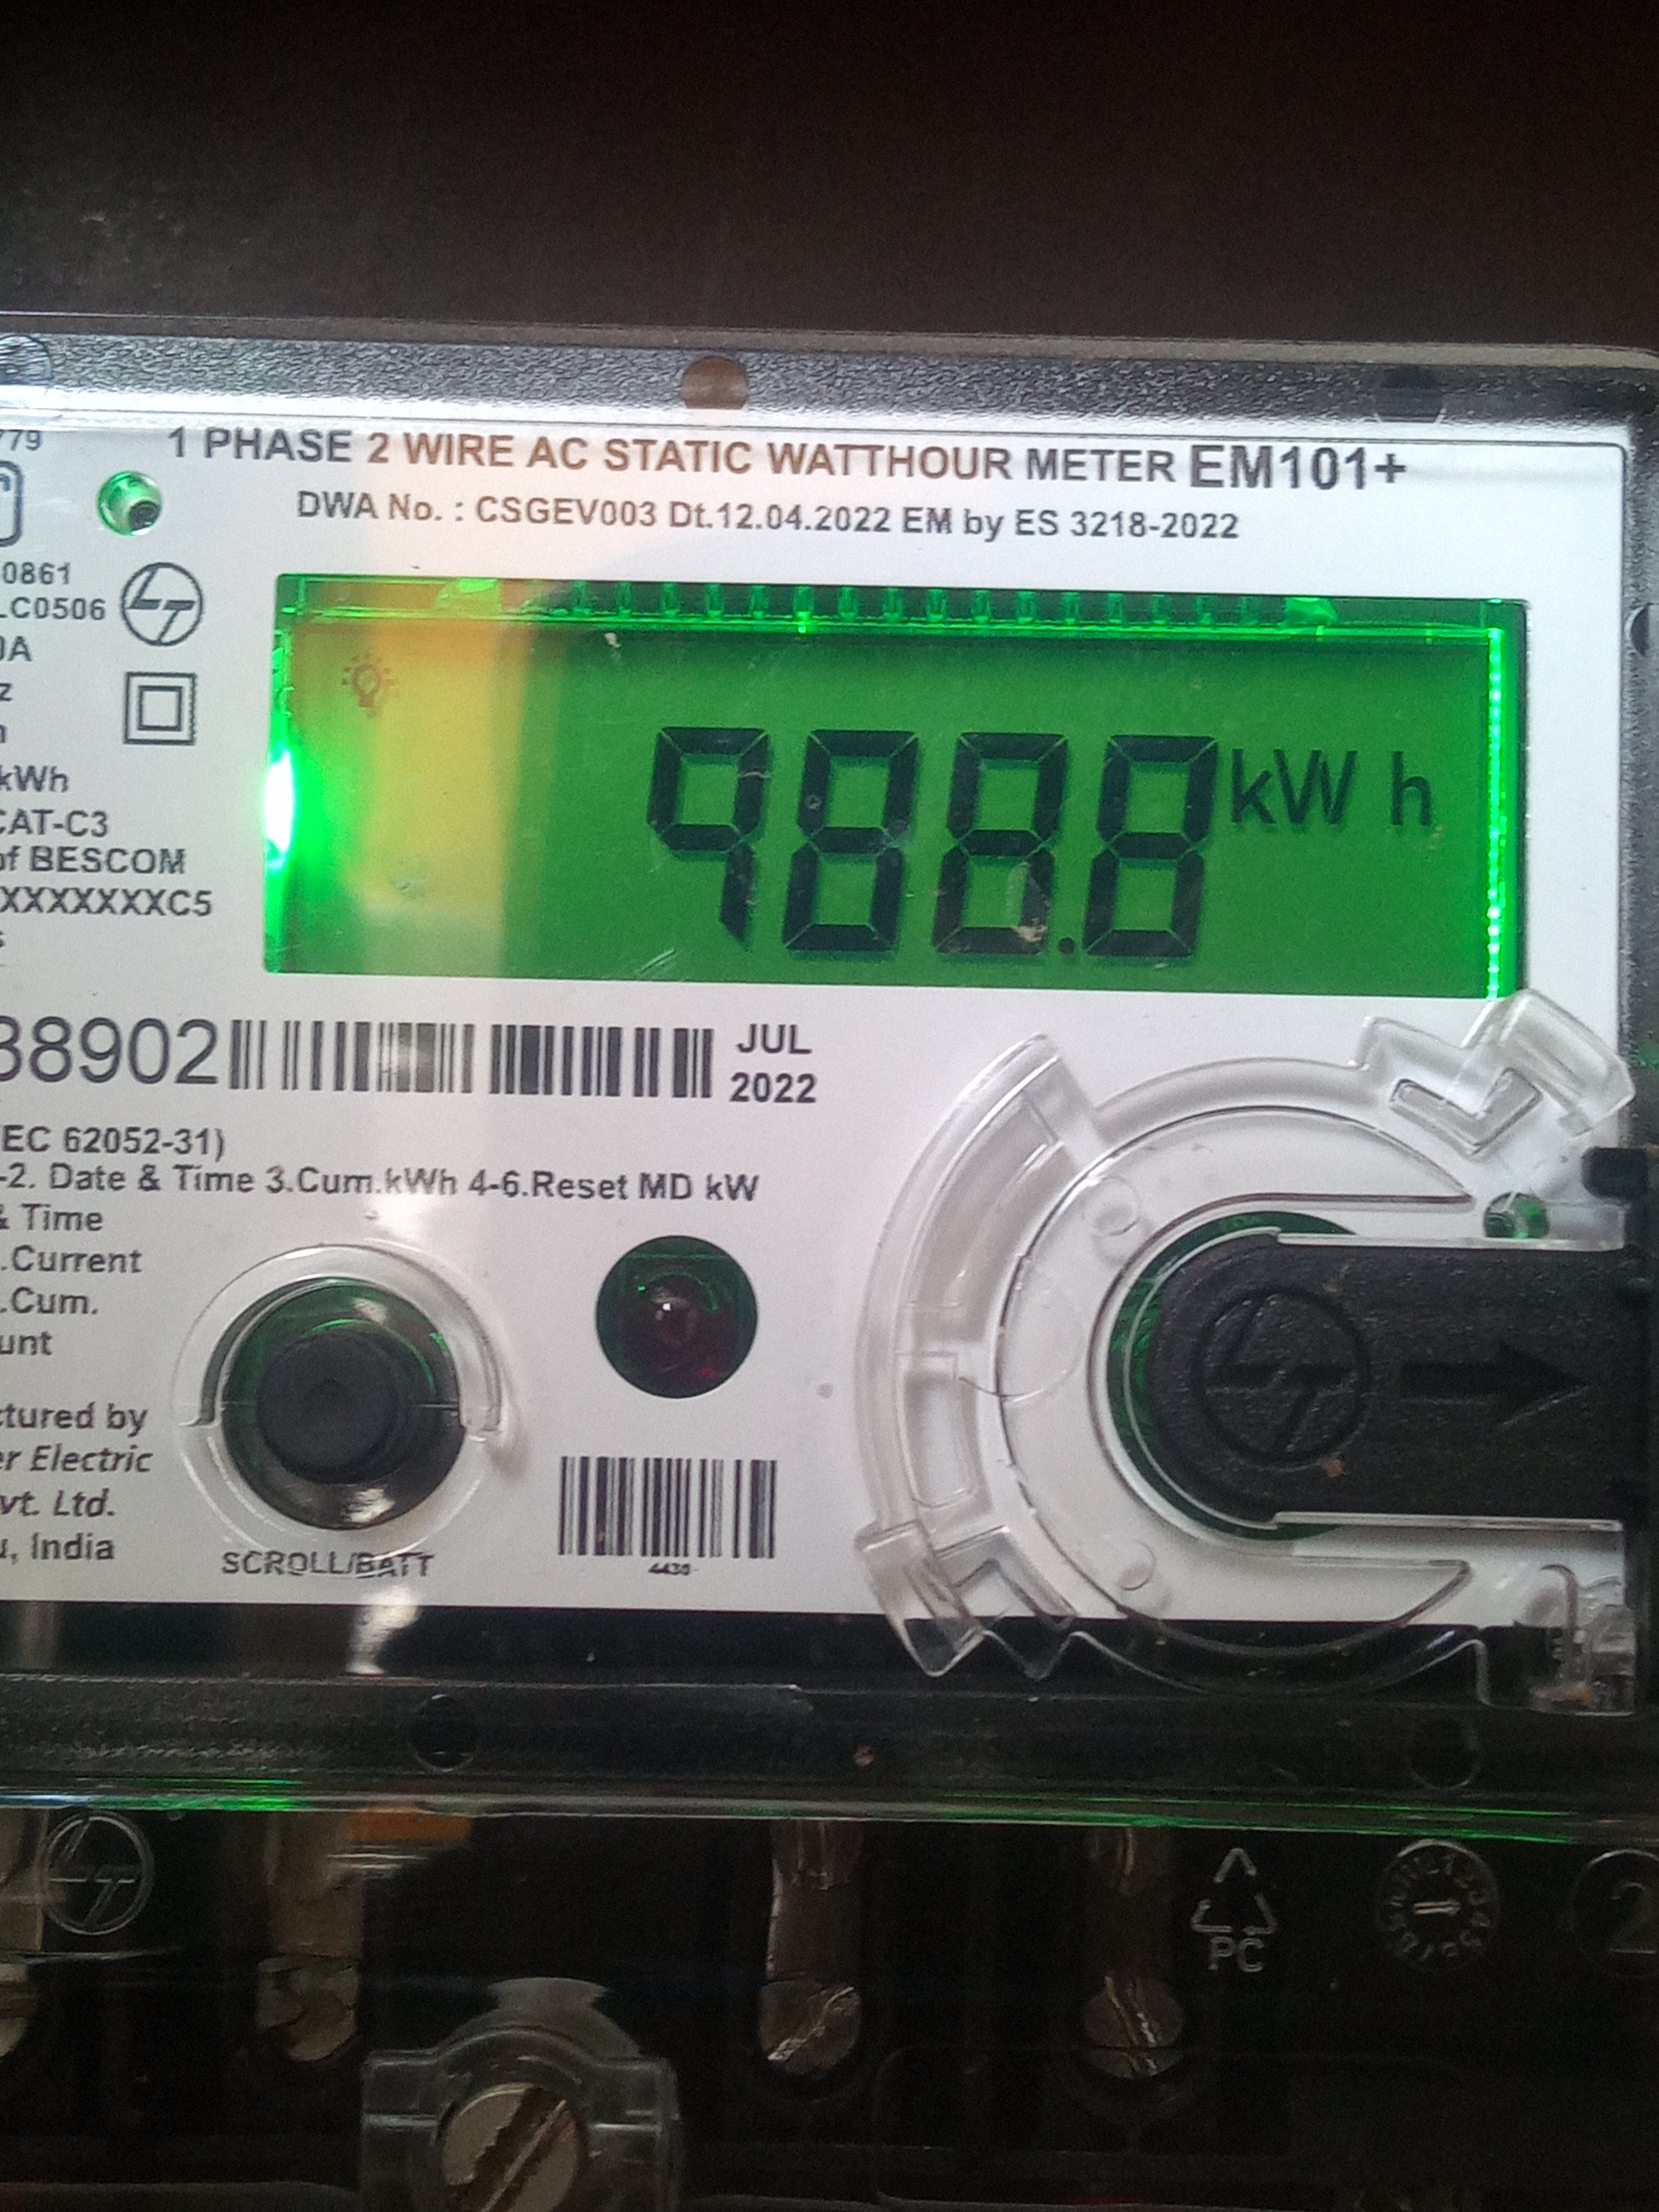 779
1 PHASE 2 WIRE AC STATIC WATTHOUR METER EM101+
DWA No. : CSGEV003 Dt.12.04.2022 EM by ES 3218-2022
0861
LC0506
0A
z
kWh
CAT-C3
of BESCOM
XXXXXXXC5
s
988.8 kW h
38902
JUL
2022
EC 62052-31)
-2. Date & Time 3.Cum.kWh 4-6.Reset MD kW
& Time
.Current
.Cum.
unt
ctured by
er Electric
vt. Ltd.
u, India
SCROLL/BATT
LT
PC
2